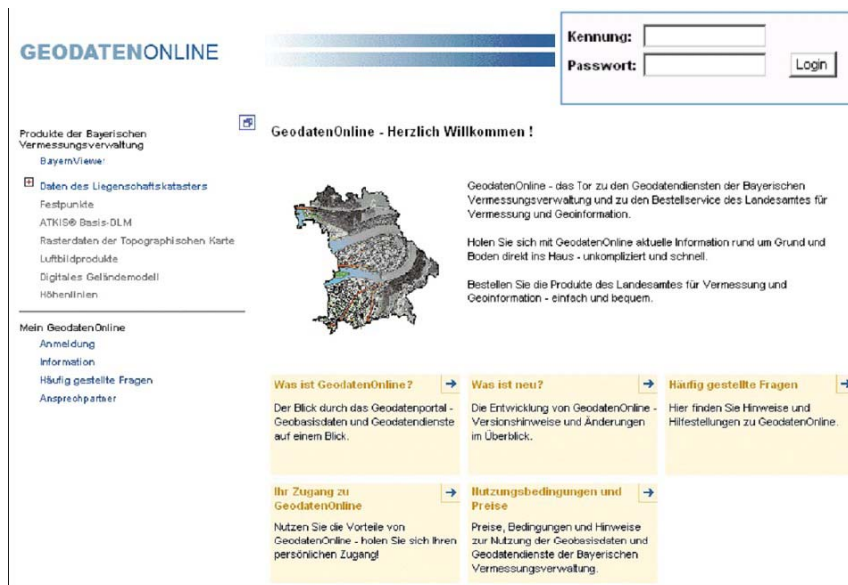 GEODATENONLINE
Kennung:
Passwort:
Login
Produkte der Bayerischen
Vermessungsverwaltung
BayernViewer
Daten des Liegenschaftskatasters
Festpunkte
ATKIS® Basis-DLM
Rasterdaten der Topographischen Karte
Luftbildprodukte
Digitales Geländemodell
Höhenlinien
Mein GeodatenOnline
Anmeldung
Information
Häufig gestellte Fragen
Ansprechpartner
GeodatenOnline - Herzlich Willkommen !
GeodatenOnline - das Tor zu den Geodatendiensten der Bayerischen
Vermessungsverwaltung und zu den Bestellservice des Landesamtes für
Vermessung und Geoinformation.
Holen Sie sich mit GeodatenOnline aktuelle Information rund um Grund und
Boden direkt ins Haus - unkompliziert und schnell.
Bestellen Sie die Produkte des Landesamtes für Vermessung und
Geoinformation - einfach und bequem.
Was ist GeodatenOnline?
Der Blick durch das Geodatenportal -
Geobasisdaten und Geodatendienste
auf einem Blick.
Was ist neu?
Die Entwicklung von GeodatenOnline -
Versionshinweise und Änderungen
im Überblick.
Häufig gestellte Fragen
Hier finden Sie Hinweise und
Hilfestellungen zu GeodatenOnline.
Ihr Zugang zu
GeodatenOnline
Nutzen Sie die Vorteile von
GeodatenOnline - holen Sie sich Ihren
persönlichen Zugang!
Nutzungsbedingungen und
Preise
Preise, Bedingungen und Hinweise
zur Nutzung der Geobasisdaten und
Geodatendienste der Bayerischen
Vermessungsverwaltung.